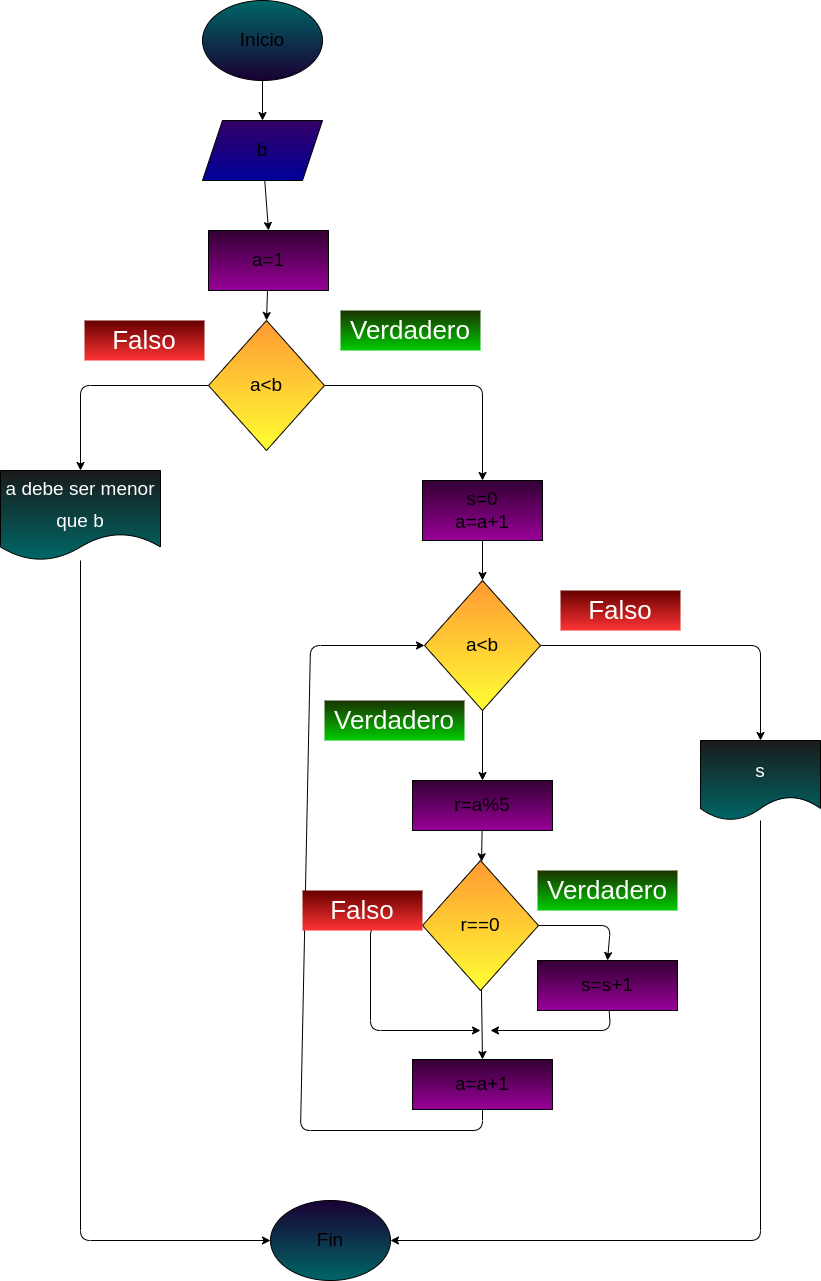 Inicio
b
a=1
Falso
Verdadero
a<b
a debe ser menor
que b
s=0
a=a+1
a<b
Falso
Verdadero
s
r=a%5
Falso
r==0
Verdadero
s=s+1
a=a+1
Fin